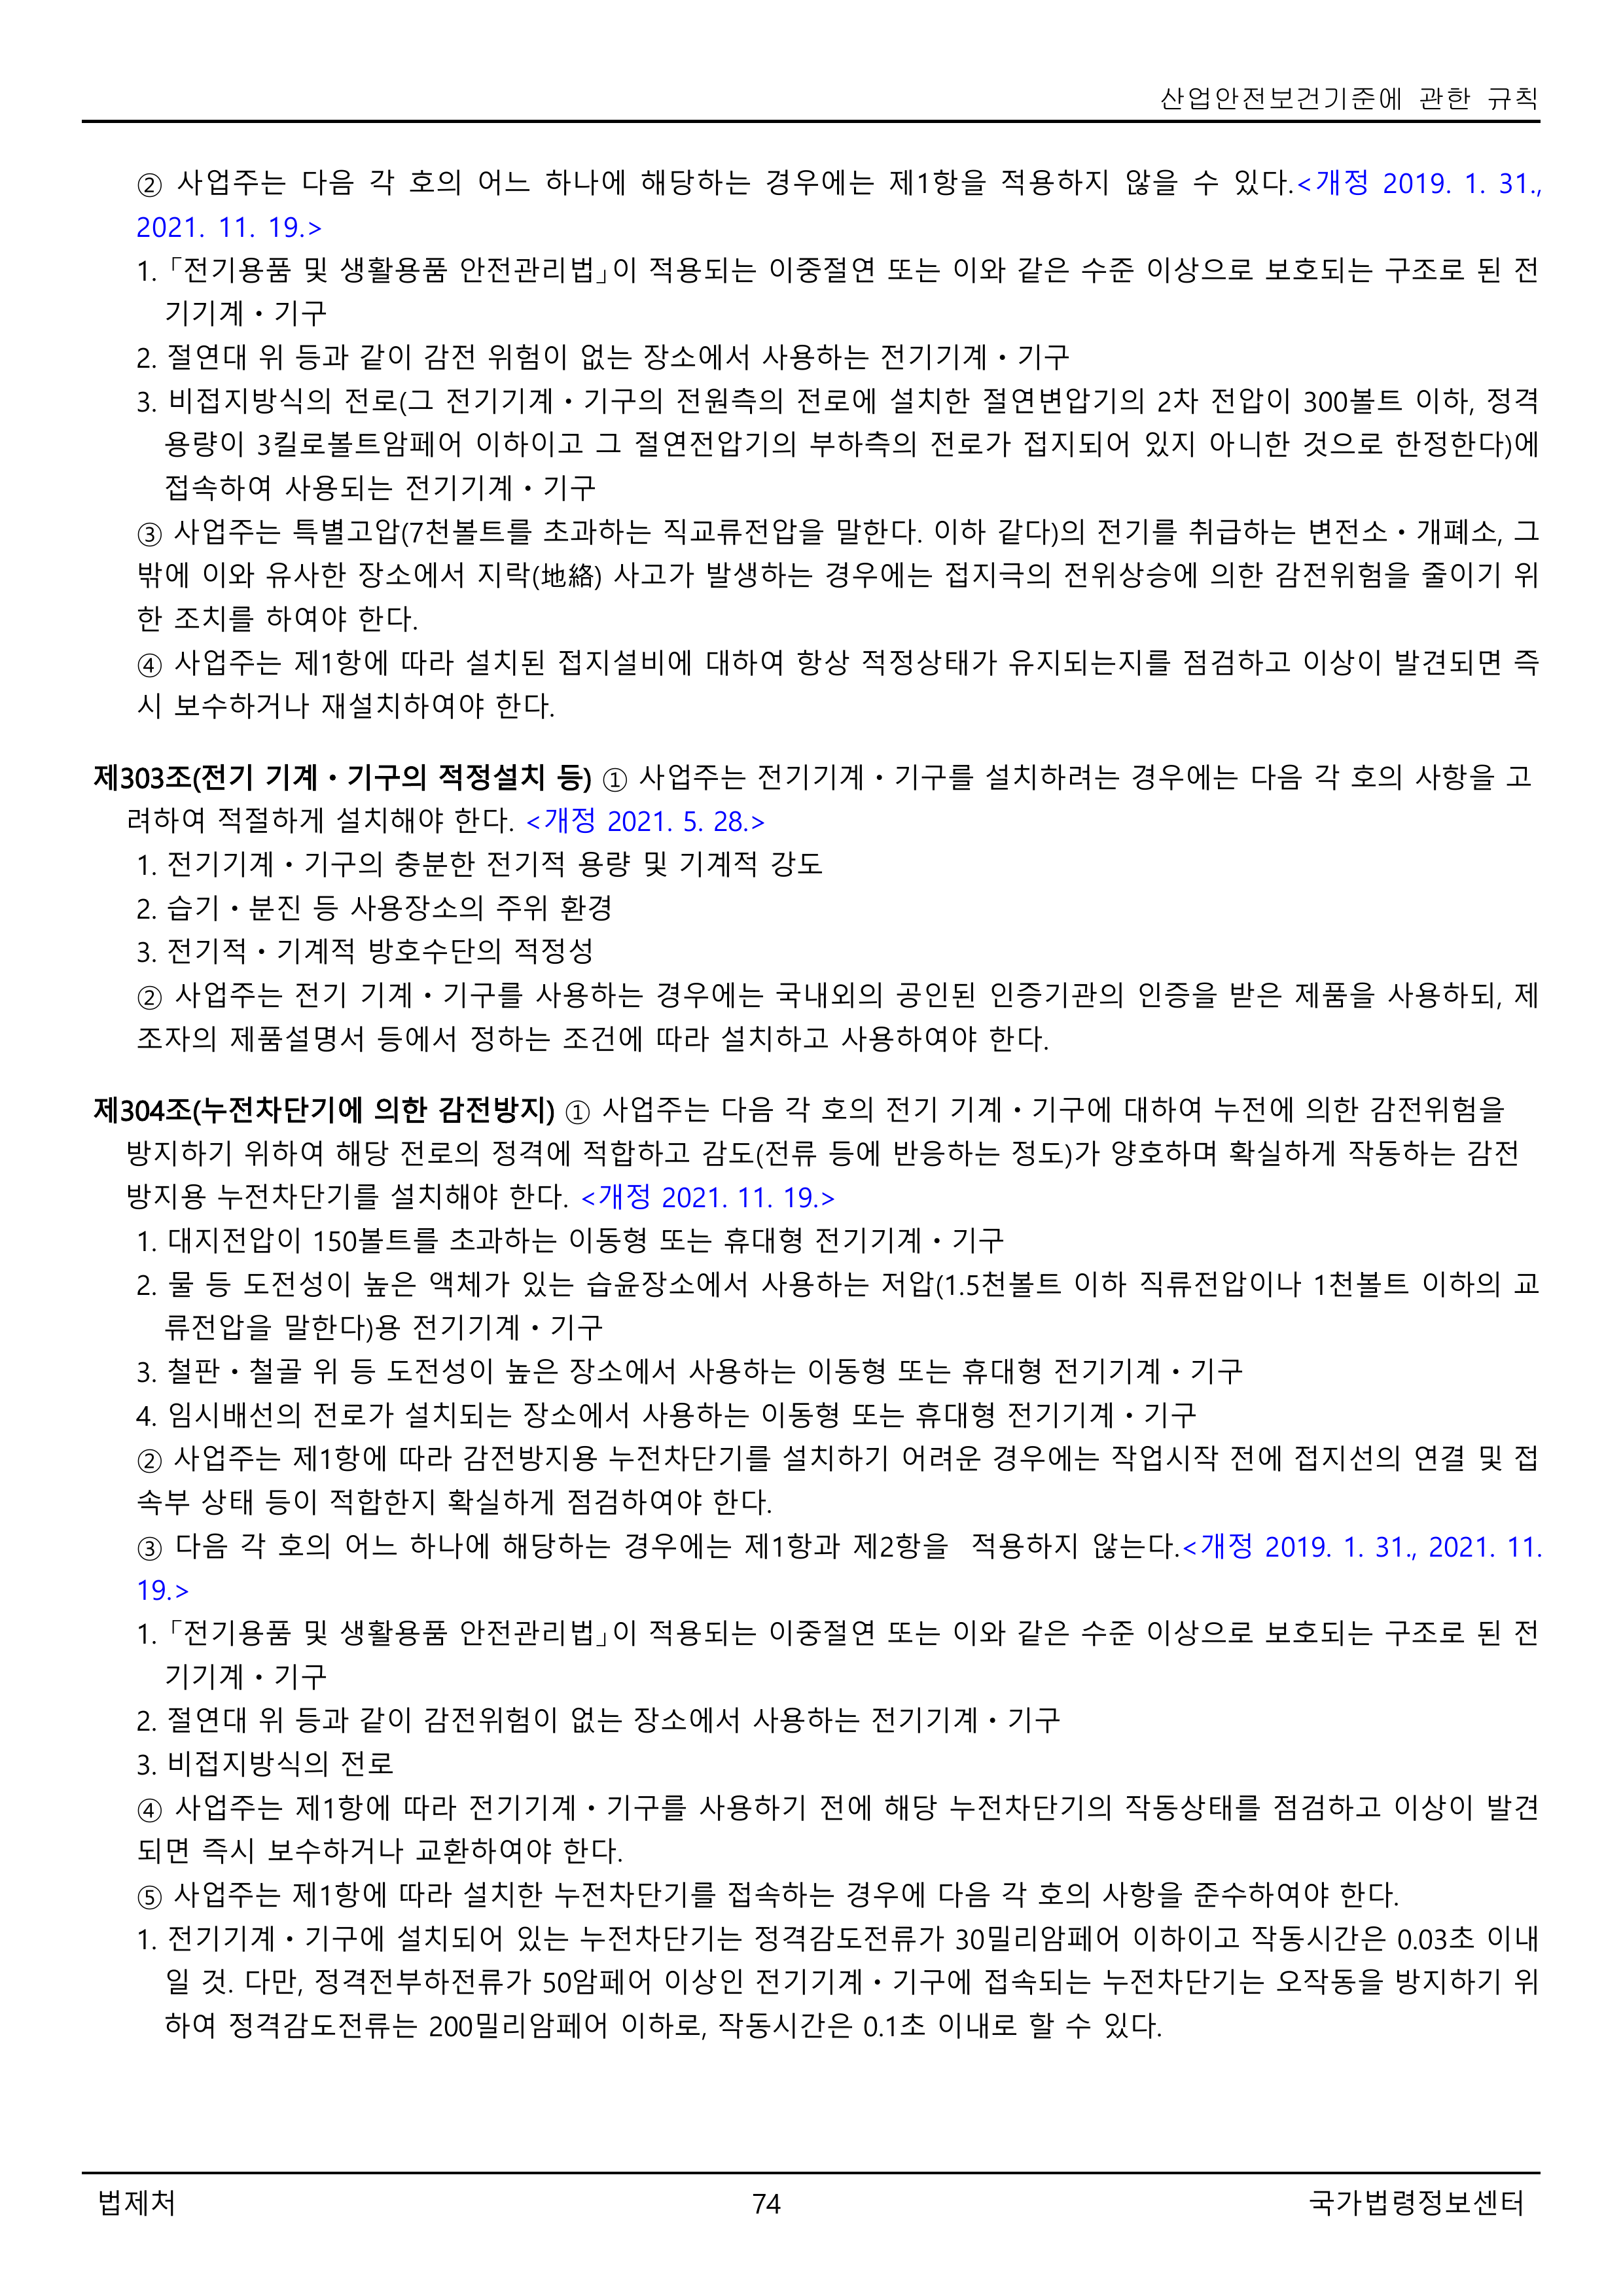 산업안전보건기준에 관한 규칙
② 사업주는 다음 각 호의 어느 하나에 해당하는 경우에는 제1항을 적용하지 않을 수 있다.<개정 2019. 1. 31.,
2021. 11. 19.>
1. 「전기용품 및 생활용품 안전관리법」이 적용되는 이중절연 또는 이와 같은 수준 이상으로 보호되는 구조로 된 전
기기계ㆍ기구
2. 절연대 위 등과 같이 감전 위험이 없는 장소에서 사용하는 전기기계ㆍ기구
3. 비접지방식의 전로(그 전기기계ㆍ기구의 전원측의 전로에 설치한 절연변압기의 2차 전압이 300볼트 이하, 정격
용량이 3킬로볼트암페어 이하이고 그 절연전압기의 부하측의 전로가 접지되어 있지 아니한 것으로 한정한다)에
접속하여 사용되는 전기기계ㆍ기구
③ 사업주는 특별고압(7천볼트를 초과하는 직교류전압을 말한다. 이하 같다)의 전기를 취급하는 변전소ㆍ개폐소, 그
밖에 이와 유사한 장소에서 지락(地絡) 사고가 발생하는 경우에는 접지극의 전위상승에 의한 감전위험을 줄이기 위
한 조치를 하여야 한다.
④ 사업주는 제1항에 따라 설치된 접지설비에 대하여 항상 적정상태가 유지되는지를 점검하고 이상이 발견되면 즉
시 보수하거나 재설치하여야 한다.
제303조(전기 기계ㆍ기구의 적정설치 등) ① 사업주는 전기기계ㆍ기구를 설치하려는 경우에는 다음 각 호의 사항을 고
려하여 적절하게 설치해야 한다. <개정 2021. 5. 28.>
1. 전기기계ㆍ기구의 충분한 전기적 용량 및 기계적 강도
2. 습기ㆍ분진 등 사용장소의 주위 환경
3. 전기적ㆍ기계적 방호수단의 적정성
② 사업주는 전기 기계ㆍ기구를 사용하는 경우에는 국내외의 공인된 인증기관의 인증을 받은 제품을 사용하되, 제
조자의 제품설명서 등에서 정하는 조건에 따라 설치하고 사용하여야 한다.
제304조(누전차단기에 의한 감전방지) ① 사업주는 다음 각 호의 전기 기계ㆍ기구에 대하여 누전에 의한 감전위험을
방지하기 위하여 해당 전로의 정격에 적합하고 감도(전류 등에 반응하는 정도)가 양호하며 확실하게 작동하는 감전
방지용 누전차단기를 설치해야 한다. <개정 2021. 11. 19.>
1. 대지전압이 150볼트를 초과하는 이동형 또는 휴대형 전기기계ㆍ기구
2. 물 등 도전성이 높은 액체가 있는 습윤장소에서 사용하는 저압(1.5천볼트 이하 직류전압이나 1천볼트 이하의 교
류전압을 말한다)용 전기기계ㆍ기구
3. 철판ㆍ철골 위 등 도전성이 높은 장소에서 사용하는 이동형 또는 휴대형 전기기계ㆍ기구
4. 임시배선의 전로가 설치되는 장소에서 사용하는 이동형 또는 휴대형 전기기계ㆍ기구
② 사업주는 제1항에 따라 감전방지용 누전차단기를 설치하기 어려운 경우에는 작업시작 전에 접지선의 연결 및 접
속부 상태 등이 적합한지 확실하게 점검하여야 한다.
③ 다음 각 호의 어느 하나에 해당하는 경우에는 제1항과 제2항을 적용하지 않는다.<개정 2019. 1. 31., 2021. 11.
19.>
1. 「전기용품 및 생활용품 안전관리법」이 적용되는 이중절연 또는 이와 같은 수준 이상으로 보호되는 구조로 된 전
기기계ㆍ기구
2. 절연대 위 등과 같이 감전위험이 없는 장소에서 사용하는 전기기계ㆍ기구
3. 비접지방식의 전로
④ 사업주는 제1항에 따라 전기기계ㆍ기구를 사용하기 전에 해당 누전차단기의 작동상태를 점검하고 이상이 발견
되면 즉시 보수하거나 교환하여야 한다.
⑤ 사업주는 제1항에 따라 설치한 누전차단기를 접속하는 경우에 다음 각 호의 사항을 준수하여야 한다.
1. 전기기계ㆍ기구에 설치되어 있는 누전차단기는 정격감도전류가 30밀리암페어 이하이고 작동시간은 0.03초 이내
일 것. 다만, 정격전부하전류가 50암페어 이상인 전기기계ㆍ기구에 접속되는 누전차단기는 오작동을 방지하기 위
하여 정격감도전류는 200밀리암페어 이하로, 작동시간은 0.1초 이내로 할 수 있다.
법제처
74
국가법령정보센터